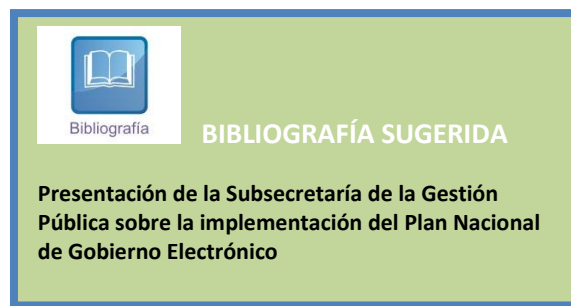 Bibliografía
BIBLIOGRAFÍA SUGERIDA
Presentación de la Subsecretaría de la Gestión
Pública sobre la implementación del Plan Nacional
de Gobierno Electrónico